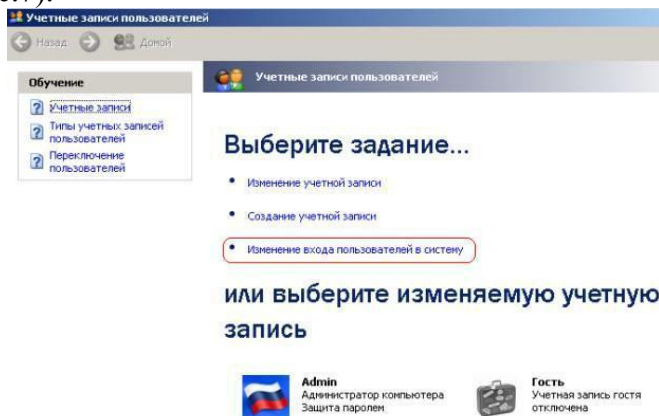 Учетные записи пользователей
Назад Домой
Обучение
Учетные записи
Типы учетных записей
пользователей
Переключение
пользователей
Учетные записи пользователей
Выберите задание...
Изменение учетной записи
Создание учетной записи
Изменение входа пользователей в систему
или выберите изменяемую учетную
запись
Admin
Администратор компьютера
Защита паролем
Гость
Учетная запись гостя
отключена